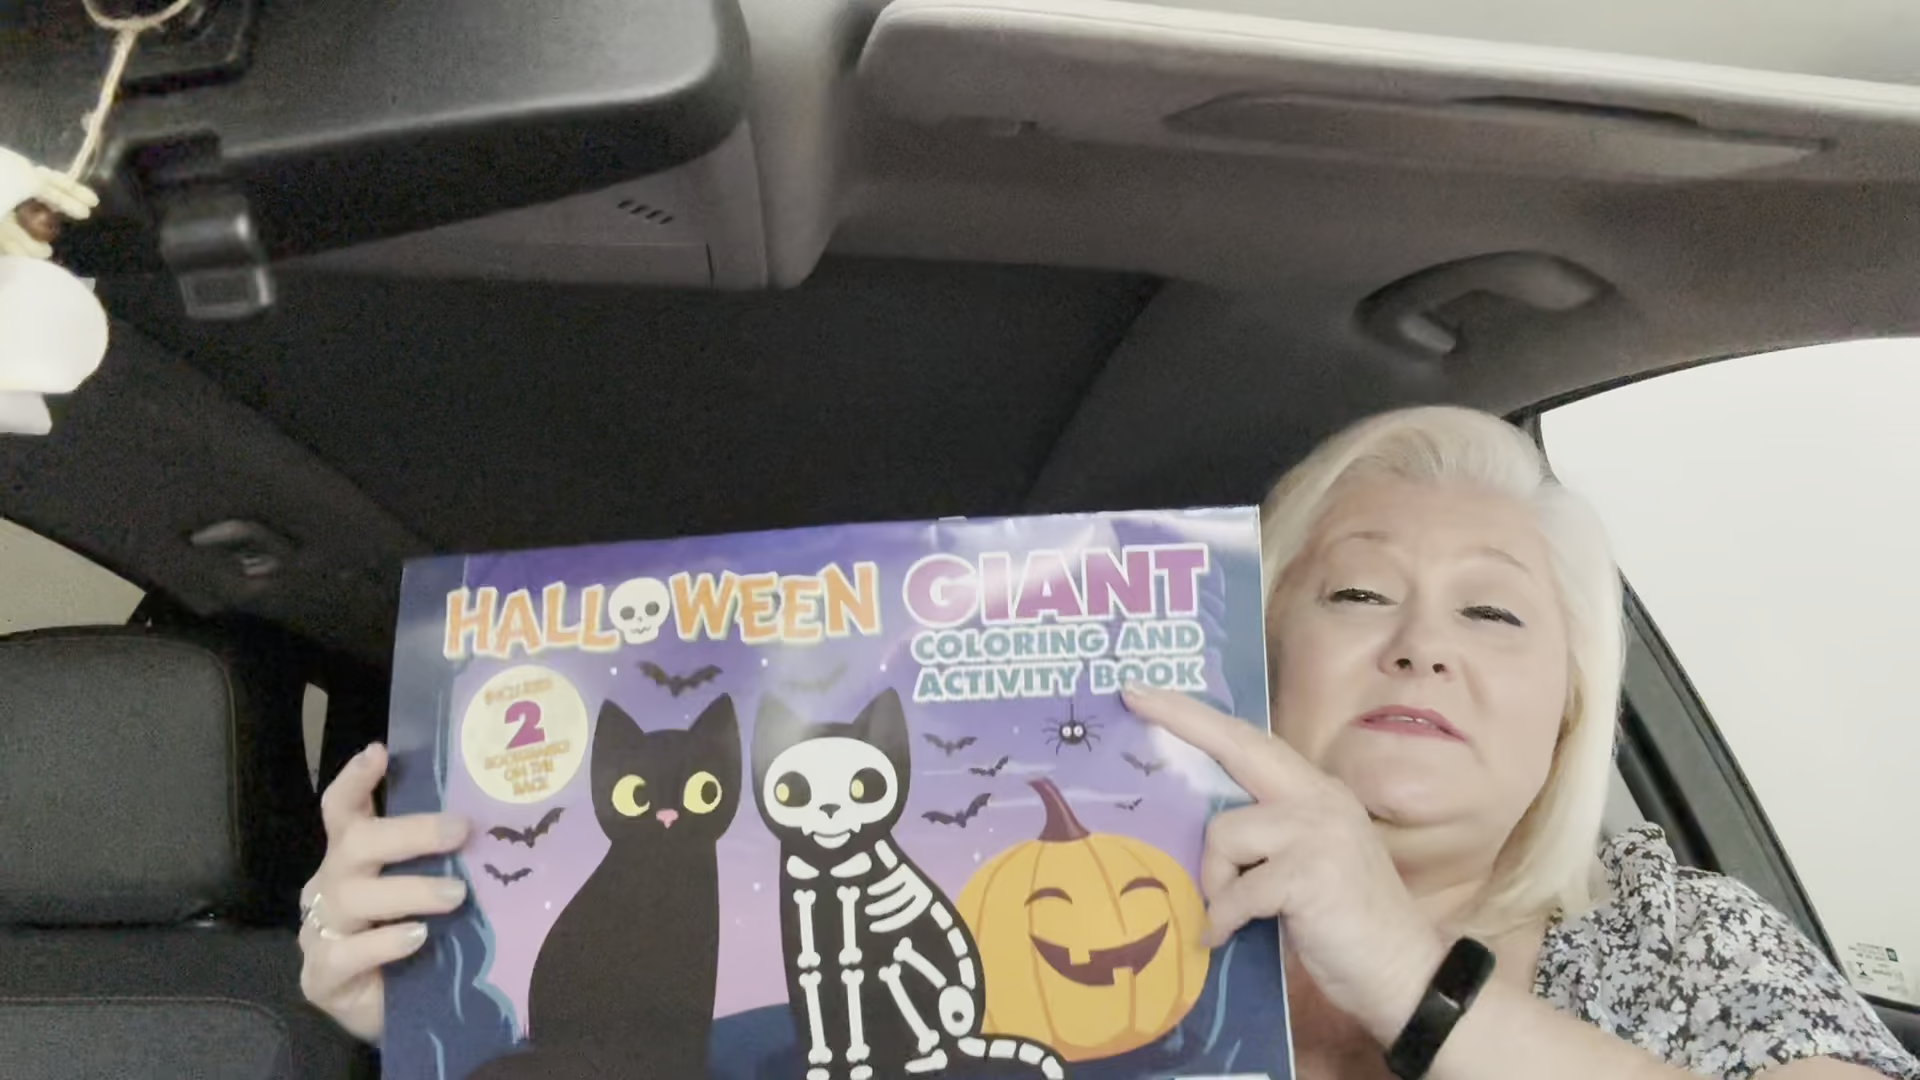 HALLOWEEN GIANT
COLORING AND
ACTIVITY BOOK
INCLUDES
2
BOOKMARKS
ON THE
BACK